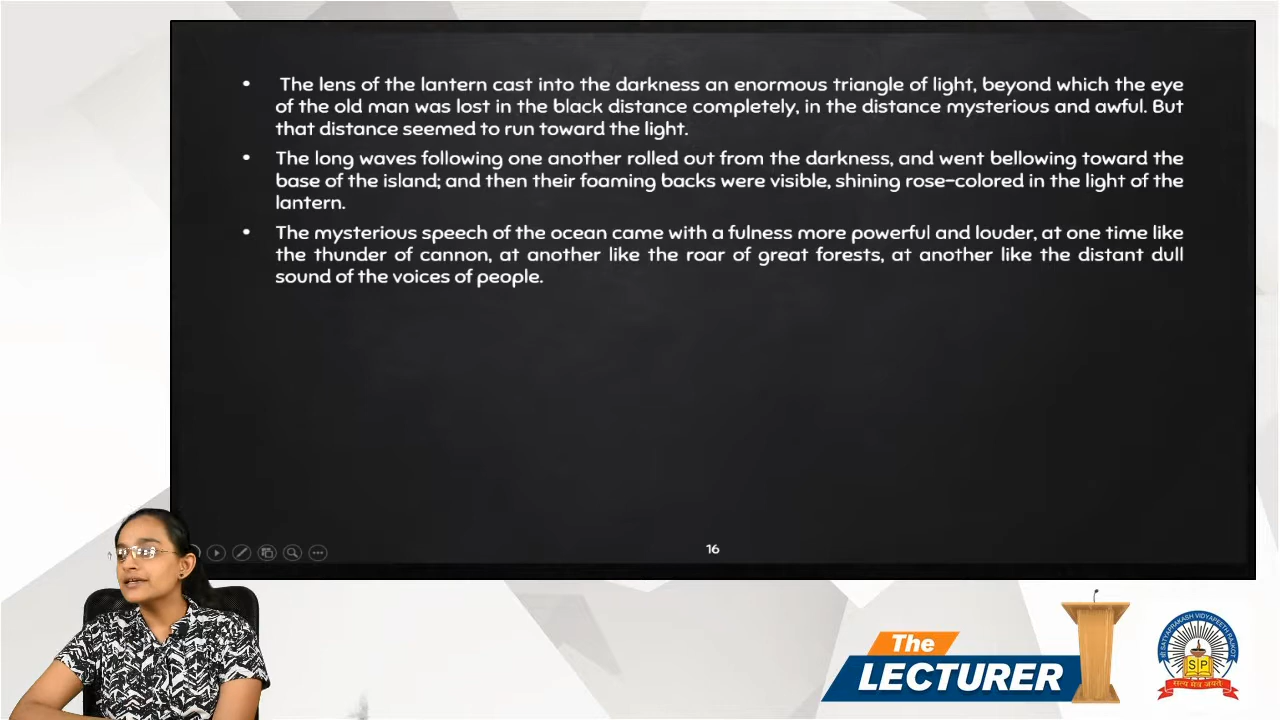 • The lens of the lantern cast into the darkness an enormous triangle of light, beyond which the eye
of the old man was lost in the black distance completely, in the distance mysterious and awful. But
that distance seemed to run toward the light.
• The long waves following one another rolled out from the darkness, and went bellowing toward the
base of the island; and then their foaming backs were visible, shining rose-colored in the light of the
lantern.
• The mysterious speech of the ocean came with a fulness more powerful and louder, at one time like
the thunder of cannon, at another like the roar of great forests, at another like the distant dull
sound of the voices of people.
16
The
LECTURER
SATYAPRAKASH VIDYAPEETH RAJKOT
S P
सत्य मेव जयते